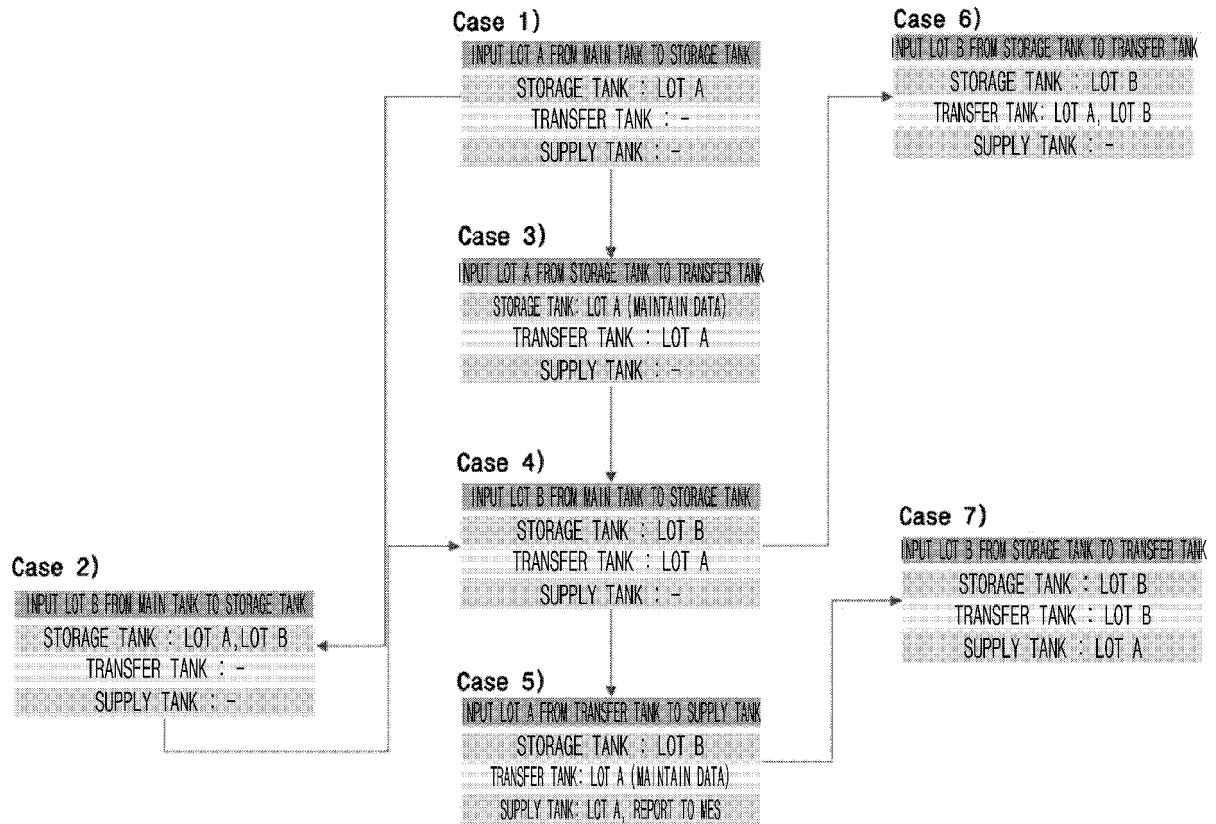 Case 1)
INPUT LOT A FROM MAIN TANK TO STORAGE TANK
STORAGE TANK : LOT A
TRANSFER TANK : -
SUPPLY TANK : -
Case 2)
INPUT LOT B FROM MAIN TANK TO STORAGE TANK
STORAGE TANK : LOT A,LOT B
TRANSFER TANK : -
SUPPLY TANK : -
Case 3)
INPUT LOT A FROM STORAGE TANK TO TRANSFER TANK
STORAGE TANK: LOT A (MAINTAIN DATA)
TRANSFER TANK : LOT A
SUPPLY TANK : -
Case 4)
INPUT LOT B FROM MAIN TANK TO STORAGE TANK
STORAGE TANK : LOT B
TRANSFER TANK : LOT A
SUPPLY TANK : -
Case 5)
INPUT LOT A FROM TRANSFER TANK TO SUPPLY TANK
STORAGE TANK : LOT B
TRANSFER TANK: LOT A (MAINTAIN DATA)
SUPPLY TANK: LOT A, REPORT TO MES
Case 6)
INPUT LOT B FROM STORAGE TANK TO TRANSFER TANK
STORAGE TANK : LOT B
TRANSFER TANK: LOT A, LOT B
SUPPLY TANK : -
Case 7)
INPUT LOT B FROM STORAGE TANK TO TRANSFER TANK
STORAGE TANK : LOT B
TRANSFER TANK : LOT B
SUPPLY TANK : LOT A